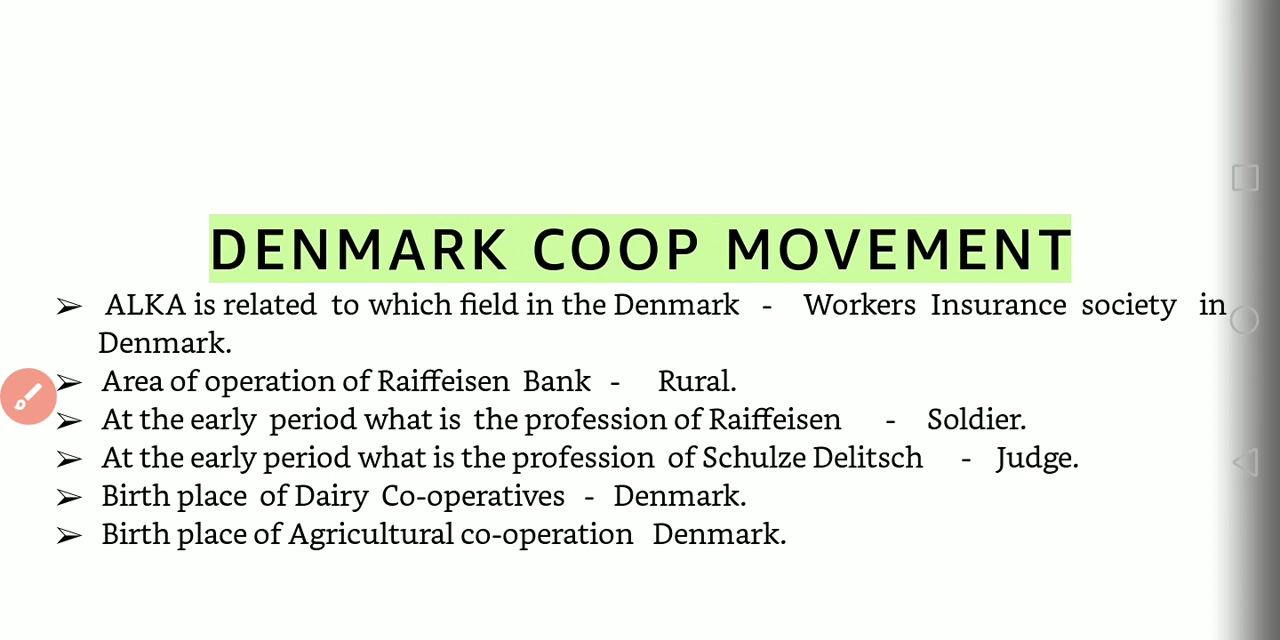 DENMARK COOP MOVEMENT
➢ ALKA is related to which field in the Denmark - Workers Insurance society in
Denmark.
➢ Area of operation of Raiffeisen Bank - Rural.
➢ At the early period what is the profession of Raiffeisen - Soldier.
➢ At the early period what is the profession of Schulze Delitsch - Judge.
➢ Birth place of Dairy Co-operatives - Denmark.
➢ Birth place of Agricultural co-operation Denmark.